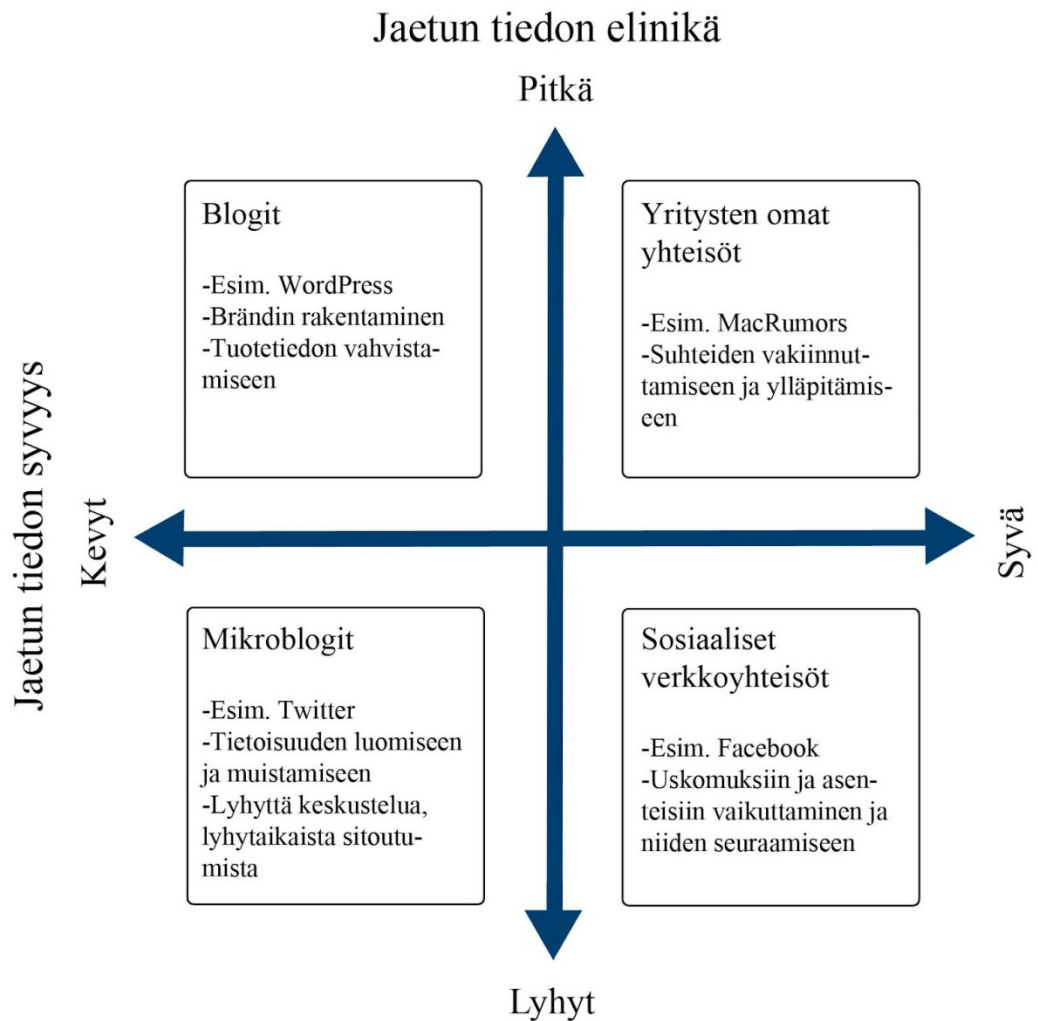 Jaetun tiedon elinikä
Pitkä
Blogit
-Esim. WordPress
-Brändin rakentaminen
-Tuotetiedon vahvista-
miseen
Yritysten omat
yhteisöt
-Esim. MacRumors
-Suhteiden vakiinnut-
tamiseen ja ylläpitämis-
een
Jaetun tiedon syvyys
Kevyt
Syvä
Mikroblogit
-Esim. Twitter
-Tietoisuuden luomiseen
ja muistamiseen
-Lyhyttä keskustelua,
lyhytaikaista sitoutu-
mista
Sosiaaliset
verkkoyhteisöt
-Esim. Facebook
-Uskomuksiin ja asen-
teisiin vaikuttaminen ja
niiden seuraamiseen
Lyhyt